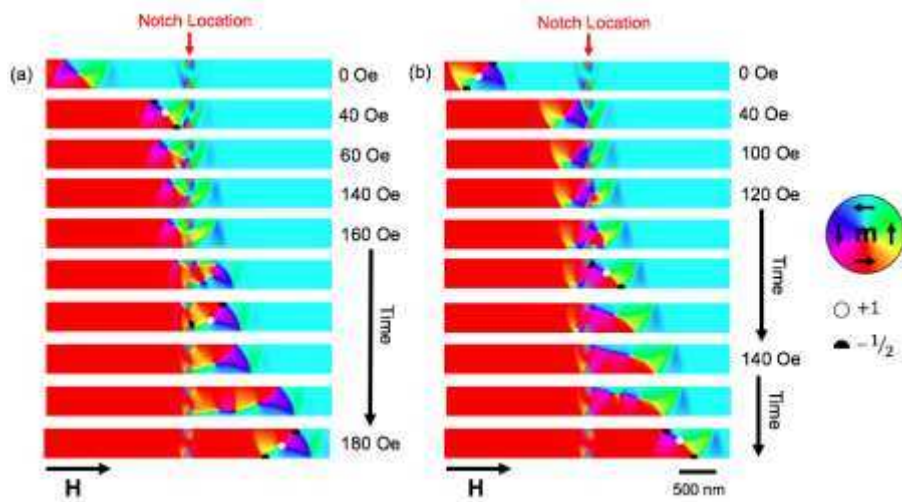 Notch Location
(a)
0 Oe
40 Oe
60 Oe
140 Oe
160 Oe
Time
180 Oe
H
Notch Location
(b)
0 Oe
40 Oe
100 Oe
120 Oe
Time
140 Oe
Time
H
500 nm
m
+1
−1/2